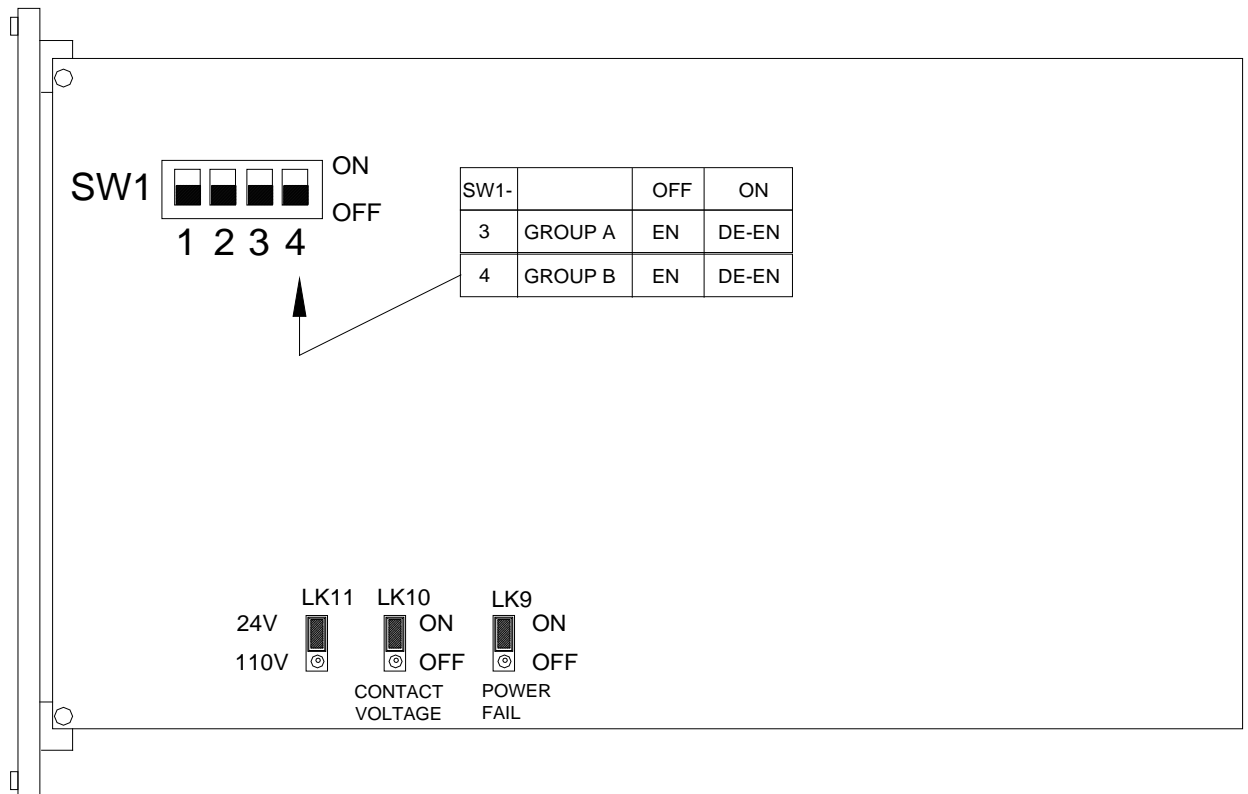 SW1
ON
OFF
1 2 3 4
SW1- OFF ON
3 GROUP A EN DE-EN
4 GROUP B EN DE-EN
LK11 LK10 LK9
24V ON ON
110V OFF OFF
CONTACT VOLTAGE
POWER FAIL